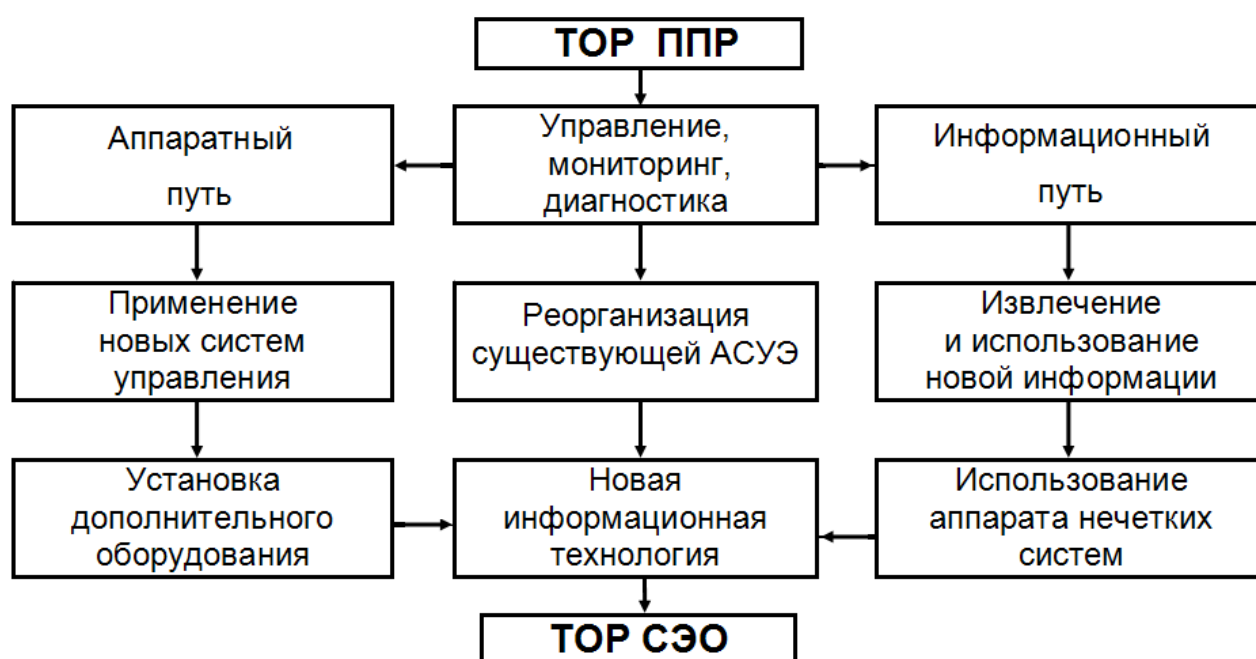 ТОР ППР
Аппаратный
путь
Управление,
мониторинг,
диагностика
Информационный
путь
Применение
новых систем
управления
Реорганизация
существующей АСУЭ
Извлечение
и использование
новой информации
Установка
дополнительного
оборудования
Новая
информационная
технология
Использование
аппарата нечетких
систем
ТОР СЭО